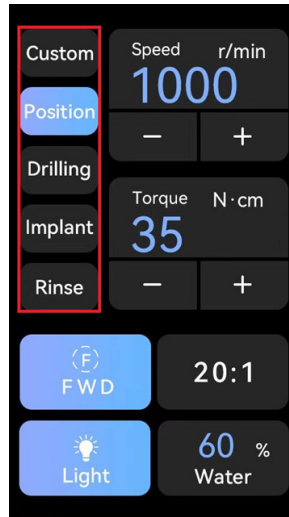 Custom
Position
Drilling
Implant
Rinse
Speed r/min
1000
− +
Torque N·cm
35
− +
(F)
FWD
20:1
Light
60 %
Water